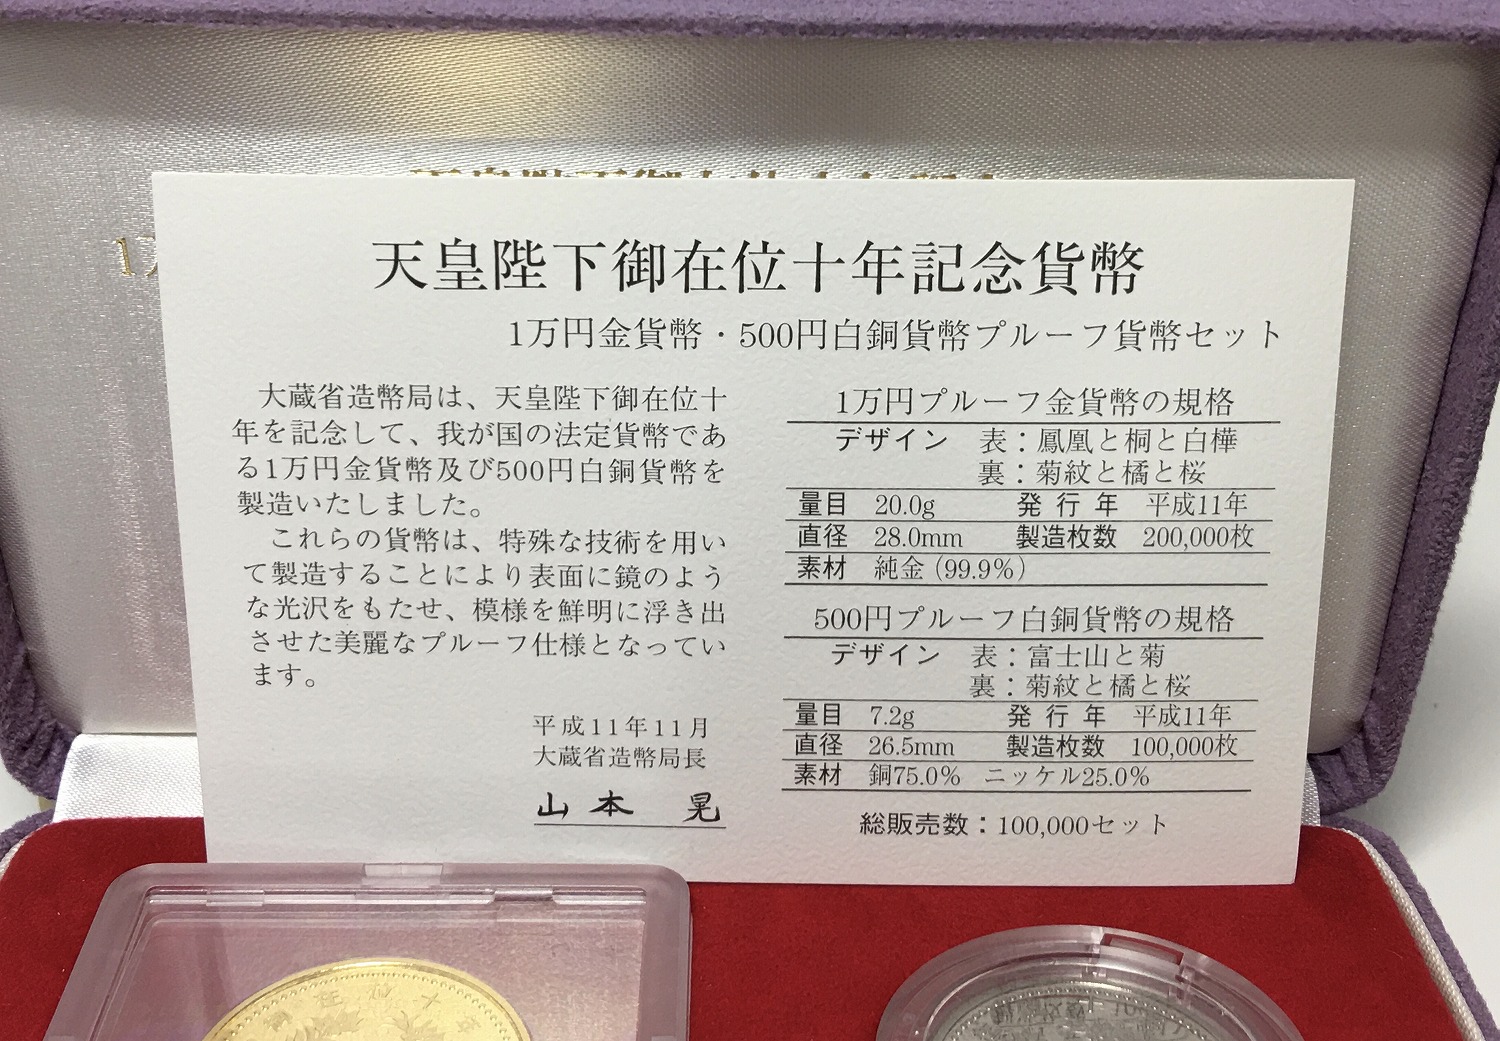 天皇陛下御在位十年記念貨幣
1万円金貨幣・500円白銅貨幣プルーフ貨幣セット
大蔵省造幣局は、天皇陛下御在位十
年を記念して、我が国の法定貨幣であ
る1万円金貨幣及び500円白銅貨幣を
製造いたしました。
これらの貨幣は、特殊な技術を用い
て製造することにより表面に鏡のよう
な光沢をもたせ、模様を鮮明に浮き出
させた美麗なプルーフ仕様となってい
ます。
平成11年11月
大蔵省造幣局長
山本 晃
1万円プルーフ金貨幣の規格
デザイン 表：鳳凰と桐と白樺
裏：菊紋と橘と桜
量目 20.0g 発行年 平成11年
直径 28.0mm 製造枚数 200,000枚
素材 純金（99.9%）
500円プルーフ白銅貨幣の規格
デザイン 表：富士山と菊
裏：菊紋と橘と桜
量目 7.2g 発行年 平成11年
直径 26.5mm 製造枚数 100,000枚
素材 銅75.0% ニッケル25.0%
総販売数：100,000セット
在位十年